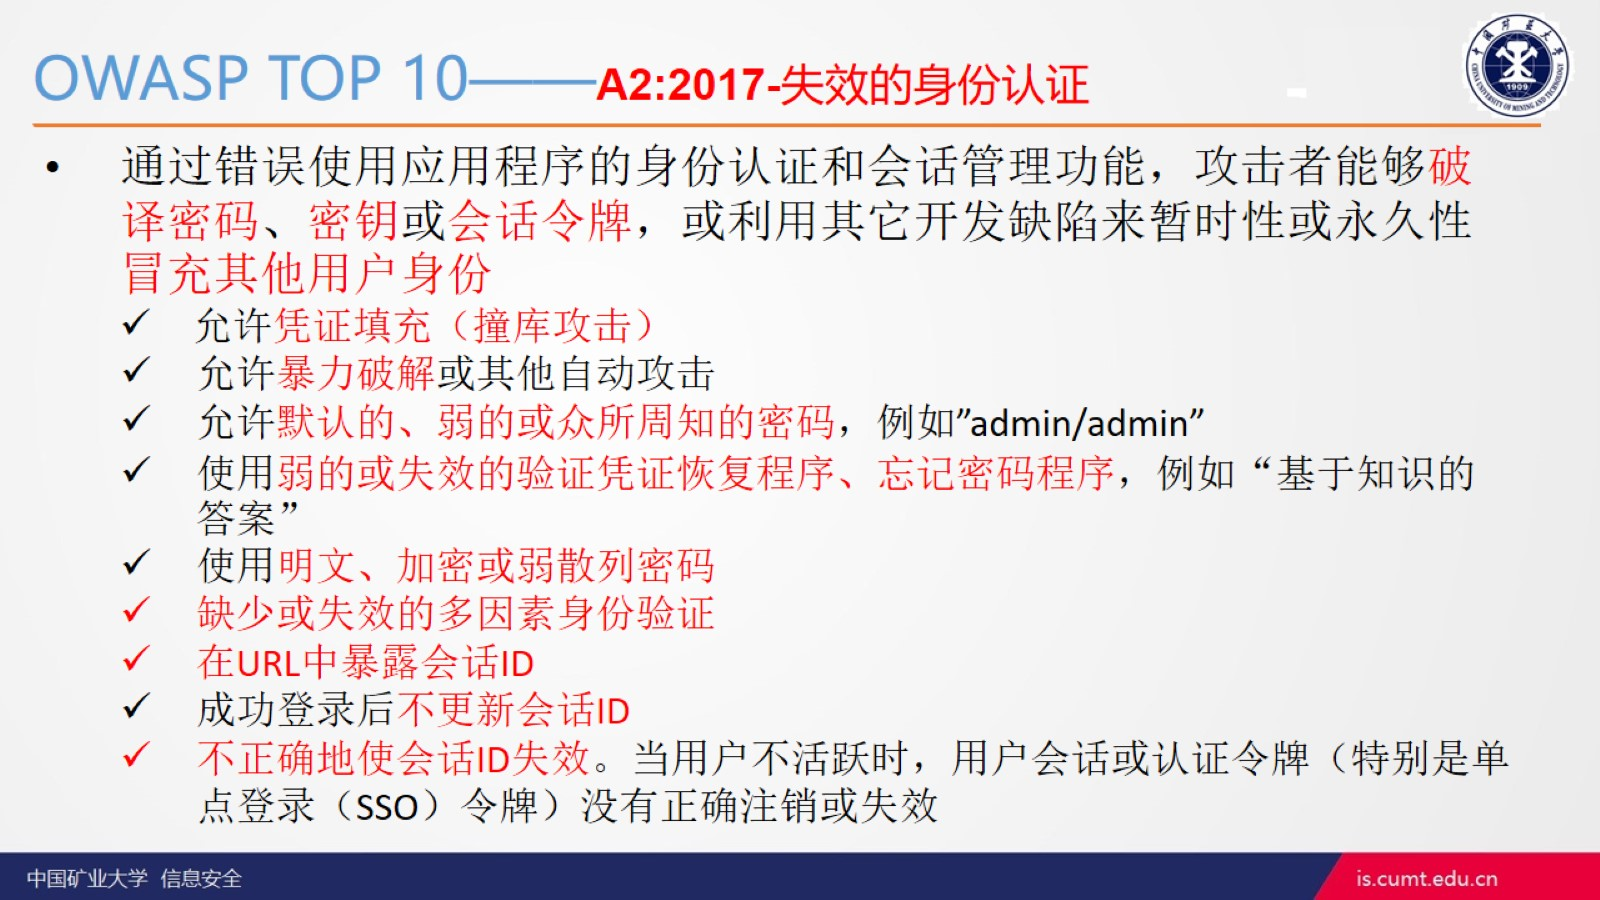 OWASP TOP 10——A2:2017-失效的身份认证
中国矿业大学
CHINA UNIVERSITY OF MINING AND TECHNOLOGY
1909
• 通过错误使用应用程序的身份认证和会话管理功能，攻击者能够破
译密码、密钥或会话令牌，或利用其它开发缺陷来暂时性或永久性
冒充其他用户身份
✓ 允许凭证填充（撞库攻击）
✓ 允许暴力破解或其他自动攻击
✓ 允许默认的、弱的或众所周知的密码，例如”admin/admin”
✓ 使用弱的或失效的验证凭证恢复程序、忘记密码程序，例如“基于知识的
答案”
✓ 使用明文、加密或弱散列密码
✓ 缺少或失效的多因素身份验证
✓ 在URL中暴露会话ID
✓ 成功登录后不更新会话ID
✓ 不正确地使会话ID失效。当用户不活跃时，用户会话或认证令牌（特别是单
点登录（SSO）令牌）没有正确注销或失效
中国矿业大学 信息安全
is.cumt.edu.cn